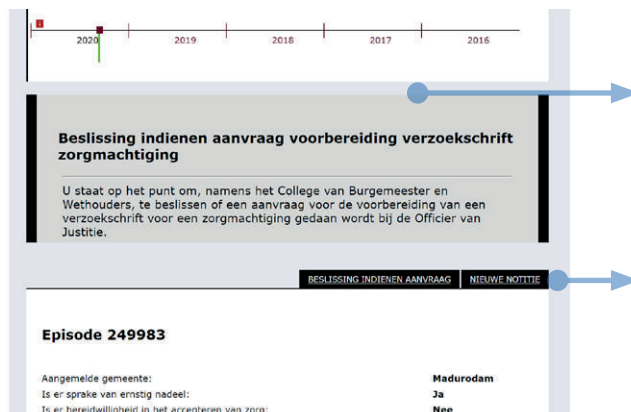 2020 2019 2018 2017 2016
Beslissing indienen aanvraag voorbereiding verzoekschrift
zorgmachtiging
U staat op het punt om, namens het College van Burgemeester en
Wethouders, te beslissen of een aanvraag voor de voorbereiding van een
verzoekschrift voor een zorgmachtiging gedaan wordt bij de Officier van
Justitie.
BESLISSING INDIENEN AANVRAAG NIEUWE NOTITIE
Episode 249983
Aangemelde gemeente: Madurodam
Is er sprake van ernstig nadeel: Ja
Is er bereidwilligheid in het accepteren van zorg: Nee